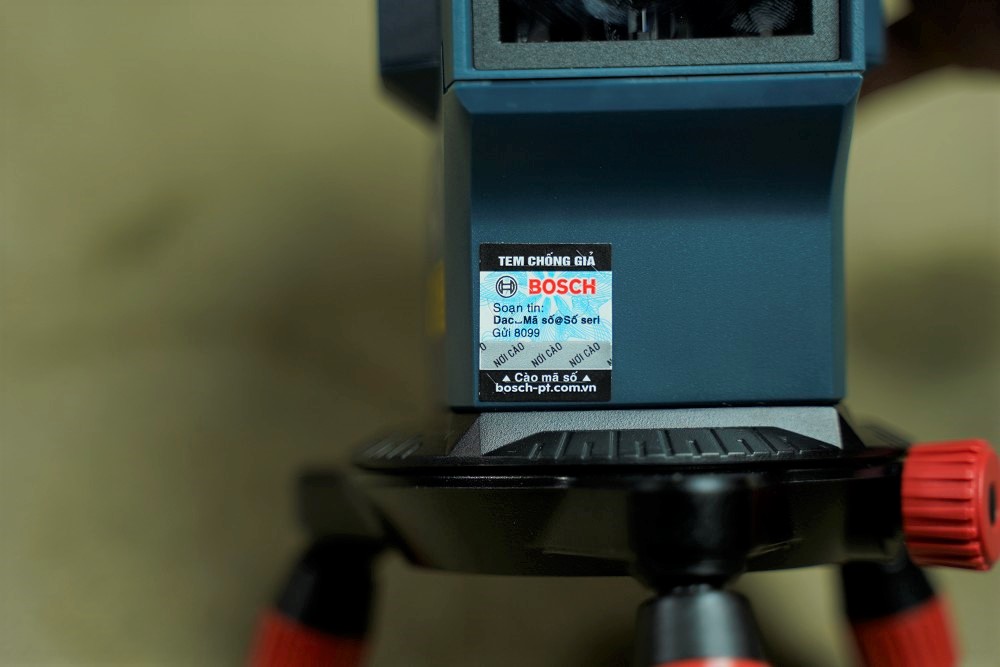 TEM CHỐNG GIẢ
BOSCH
Soạn tin:
Dac...Mã số@Số seri
Gửi 8099
NƠI CÀO NƠI CÀO NƠI CÀO
▲ Cào mã số ▲
bosch-pt.com.vn